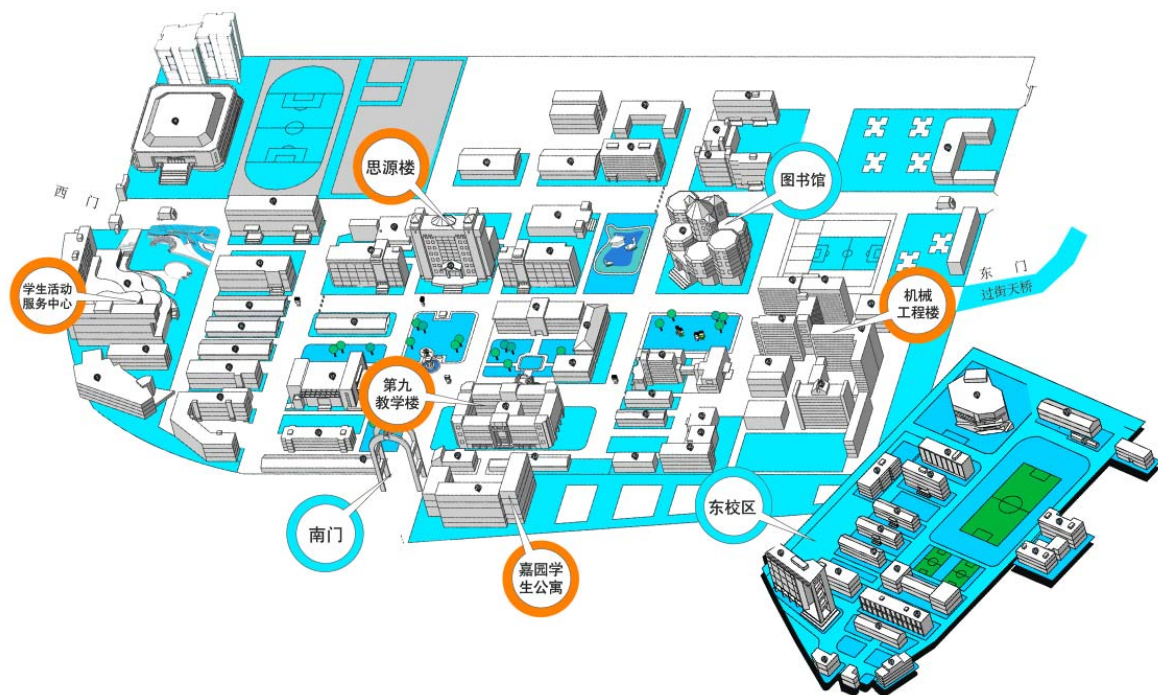 思源楼
图书馆
西门
学生活动
服务中心
东门
过街天桥
机械
工程楼
第九
教学楼
南门
东校区
嘉园学
生公寓